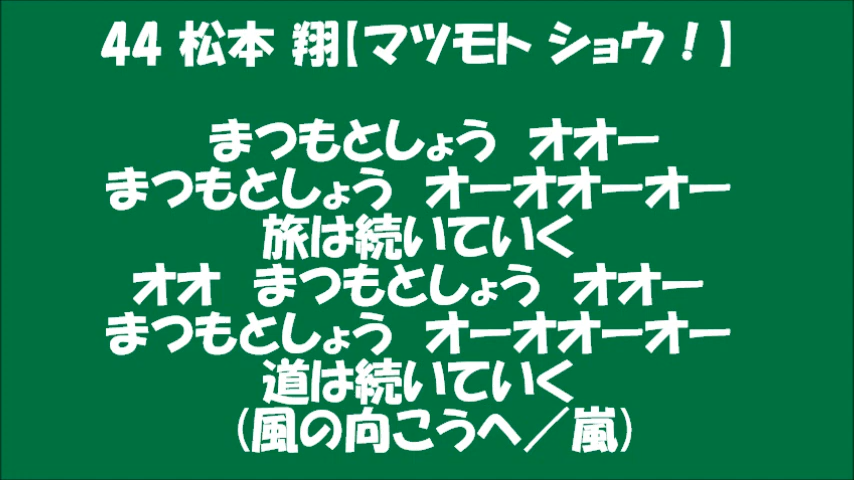 44 松本 翔【マツモト ショウ！】
まつもとしょう　オオー
まつもとしょう　オーオオーオー
旅は続いていく
オオ　まつもとしょう　オオー
まつもとしょう　オーオオーオー
道は続いていく
（風の向こうへ／嵐）